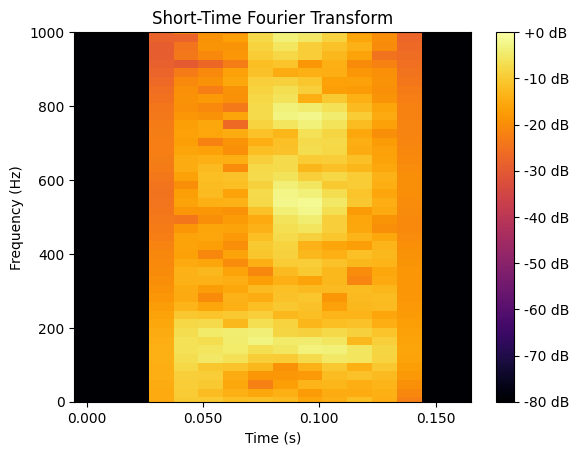 Short-Time Fourier Transform
Frequency (Hz)
1000
800
600
400
200
0
0.000
0.050
0.100
0.150
Time (s)
+0 dB
-10 dB
-20 dB
-30 dB
-40 dB
-50 dB
-60 dB
-70 dB
-80 dB